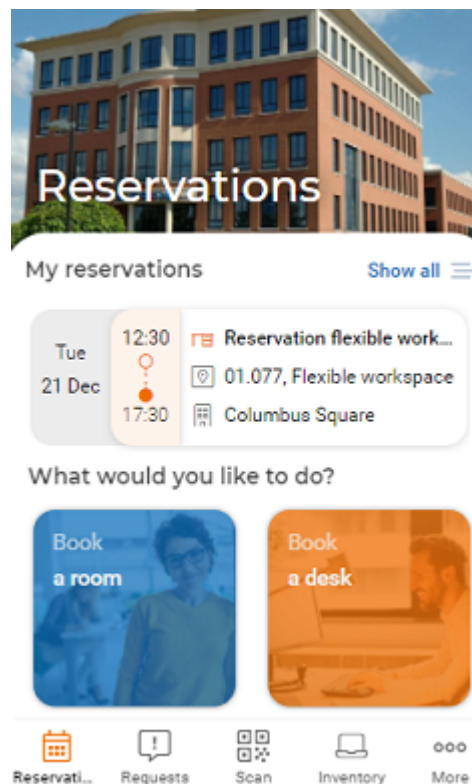 Reservations
My reservations
Show all
Tue
21 Dec
12:30
17:30
Reservation flexible work...
01.077, Flexible workspace
Columbus Square
What would you like to do?
Book
a room
Book
a desk
Reservati...
Requests
Scan
Inventory
More